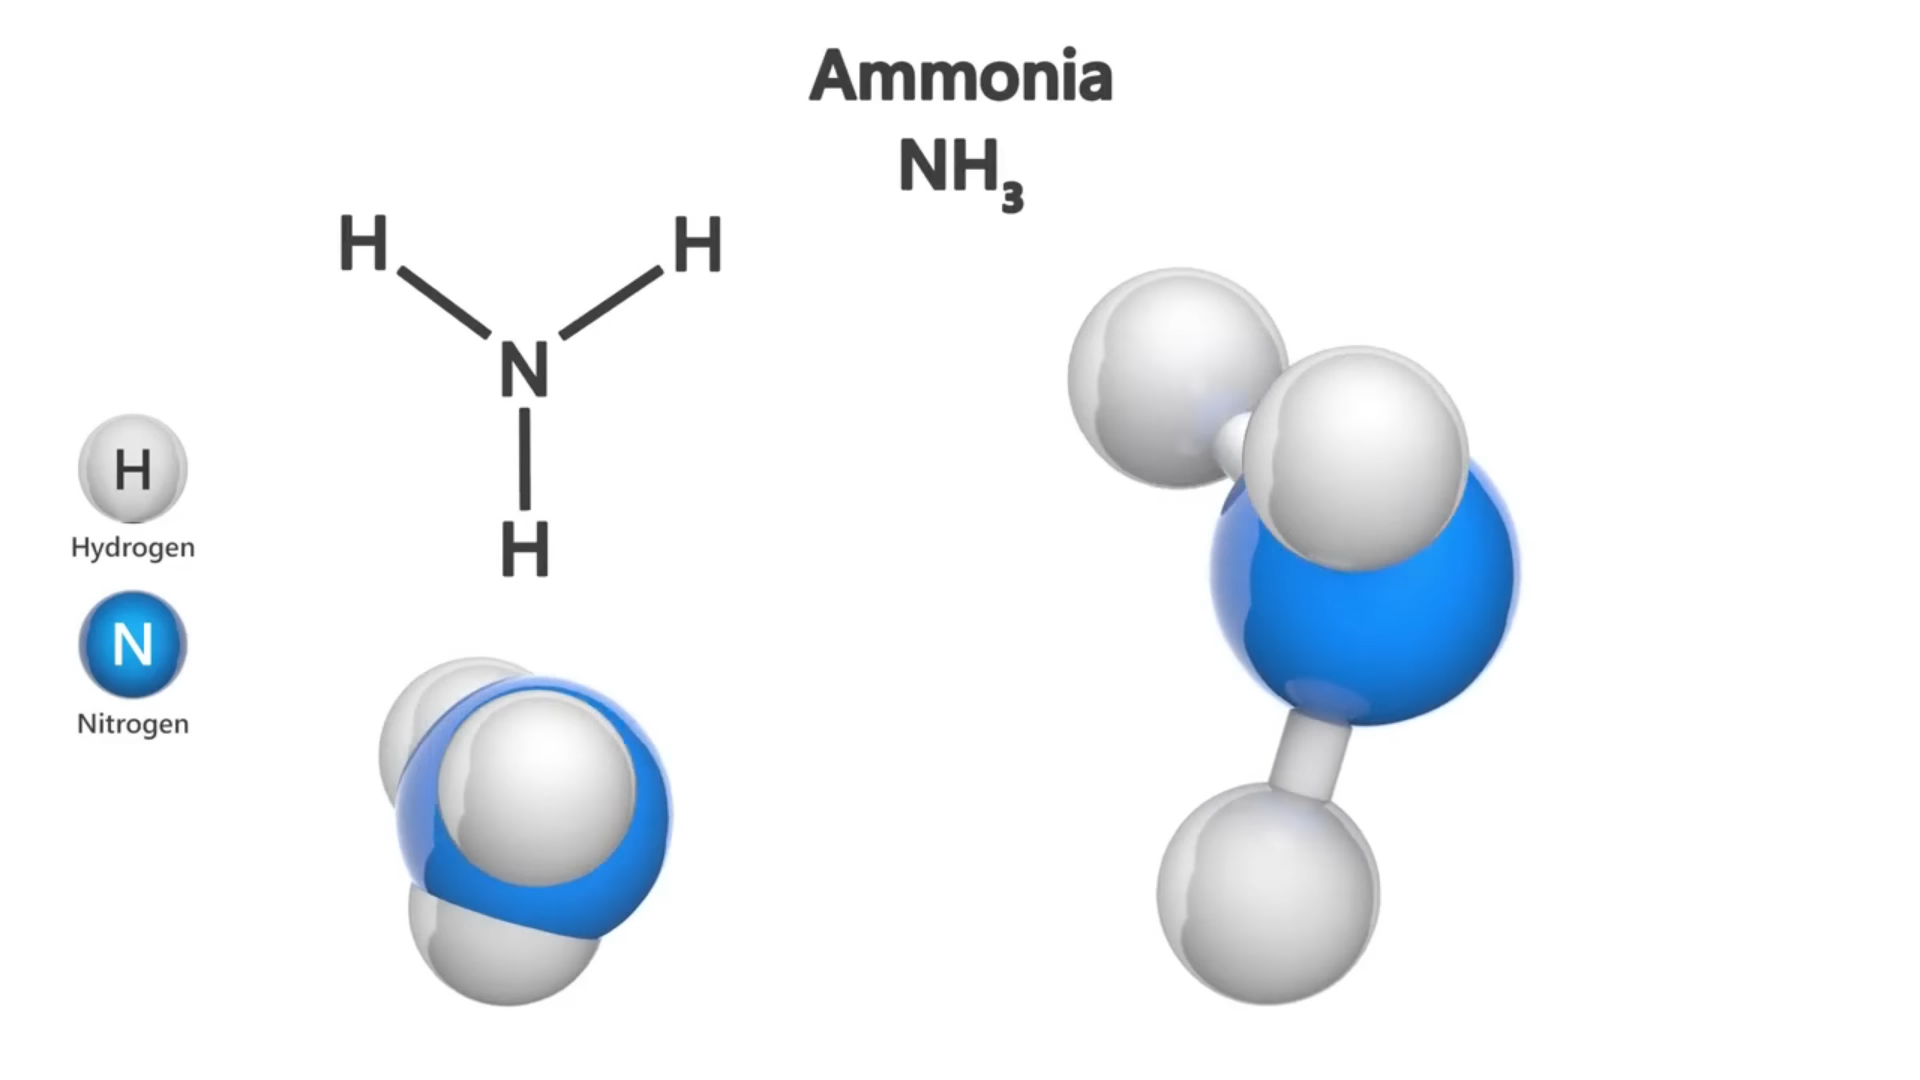 Ammonia
NH₃
H H
N
H
H
Hydrogen
N
Nitrogen